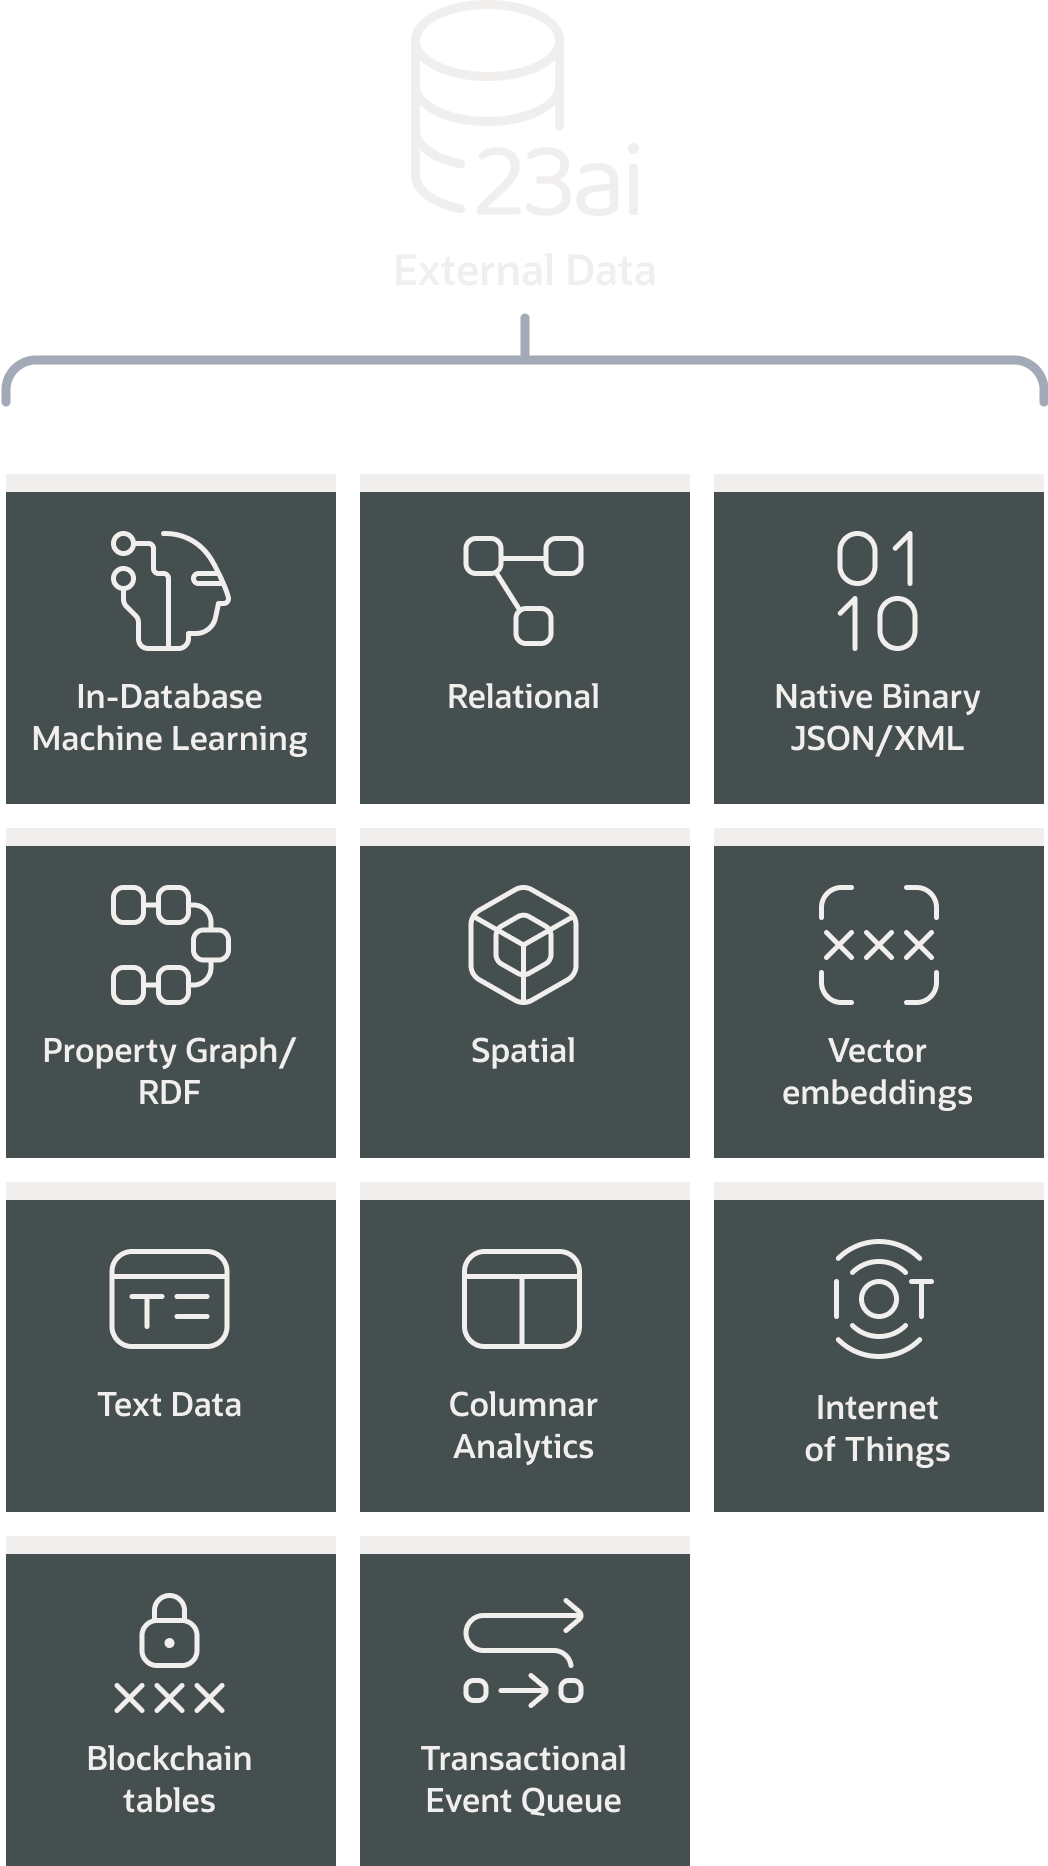 23ai
External Data
In-Database
Machine Learning
Relational
01
10
Native Binary
JSON/XML
Property Graph/
RDF
Spatial
Vector
embeddings
T
Text Data
Columnar
Analytics
IOT
Internet
of Things
Blockchain
tables
Transactional
Event Queue